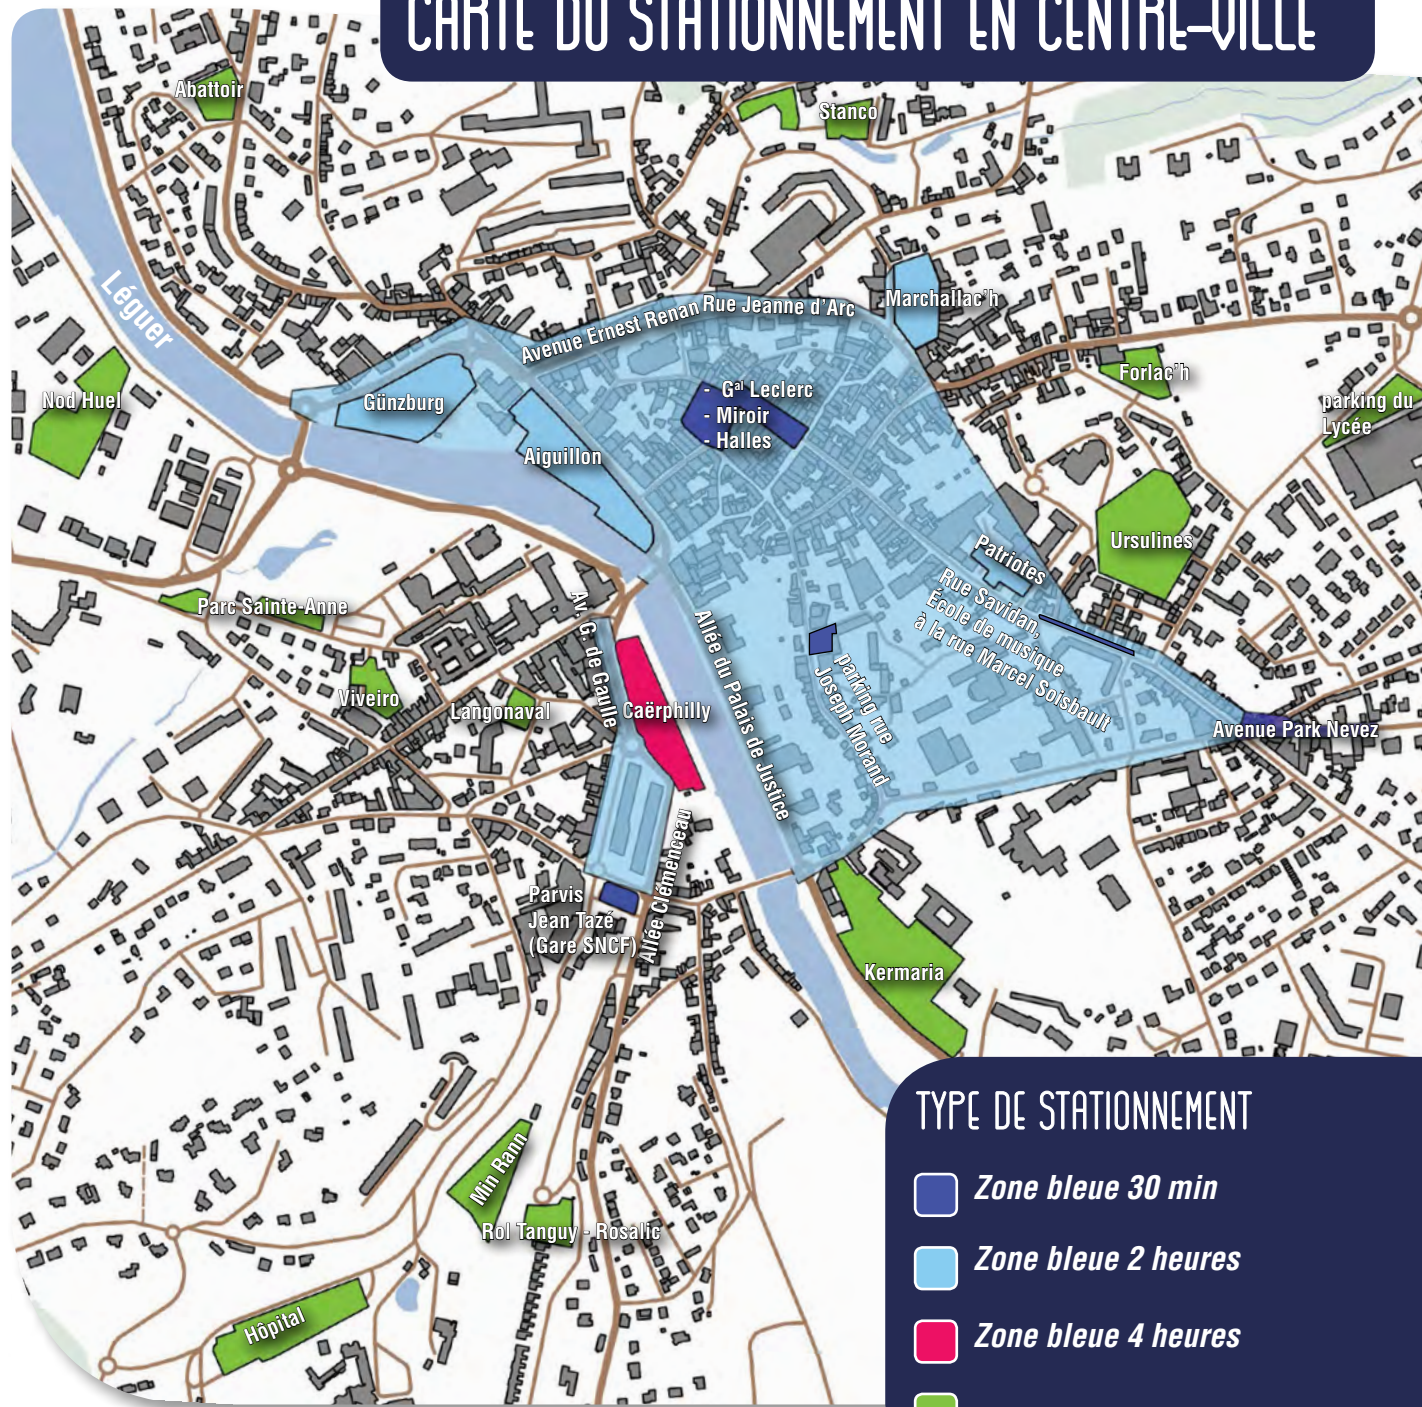 CARTE DU STATIONNEMENT EN CENTRE-VILLE
Abattoir
Stanco
Léguer
Avenue Ernest Renan
Rue Jeanne d'Arc
Marchallac'h
Nod Huel
Günzburg
- Gal Leclerc
- Miroir
- Halles
Forlac'h
parking du
Lycée
Aiguillon
Ursulines
Patriotes
Rue Savidan,
École de musique
à la rue Marcel Soisbault
Parc Sainte-Anne
Av. G. de Gaulle
Allée du Palais de Justice
parking rue
Joseph Morand
Viveiro
Langonaval
Caërphilly
Avenue Park Nevez
Allée Clémenceau
Parvis
Jean Tazé
(Gare SNCF)
Kermaria
Min Rann
Rol Tanguy - Rosalic
Hôpital
TYPE DE STATIONNEMENT
Zone bleue 30 min
Zone bleue 2 heures
Zone bleue 4 heures